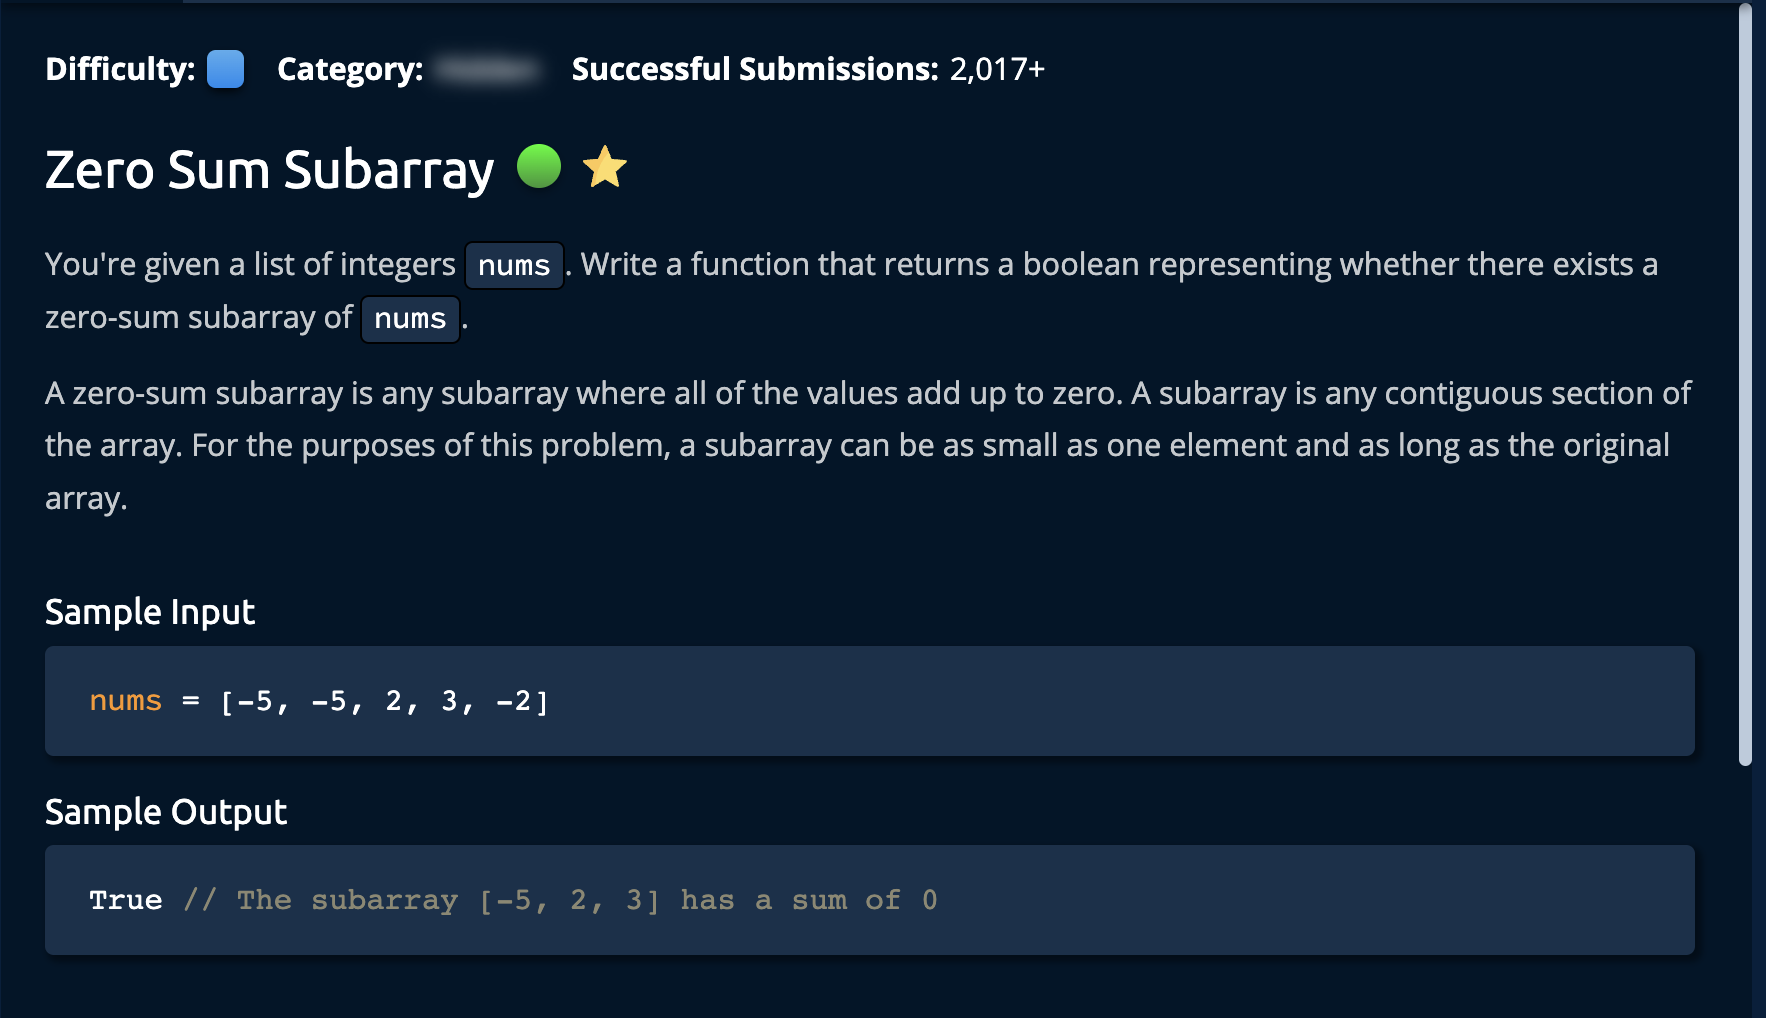 Difficulty: Category: Successful Submissions: 2,017+
Zero Sum Subarray
You're given a list of integers nums. Write a function that returns a boolean representing whether there exists a
zero-sum subarray of nums.
A zero-sum subarray is any subarray where all of the values add up to zero. A subarray is any contiguous section of
the array. For the purposes of this problem, a subarray can be as small as one element and as long as the original
array.
Sample Input
nums = [-5, -5, 2, 3, -2]
Sample Output
True // The subarray [-5, 2, 3] has a sum of 0